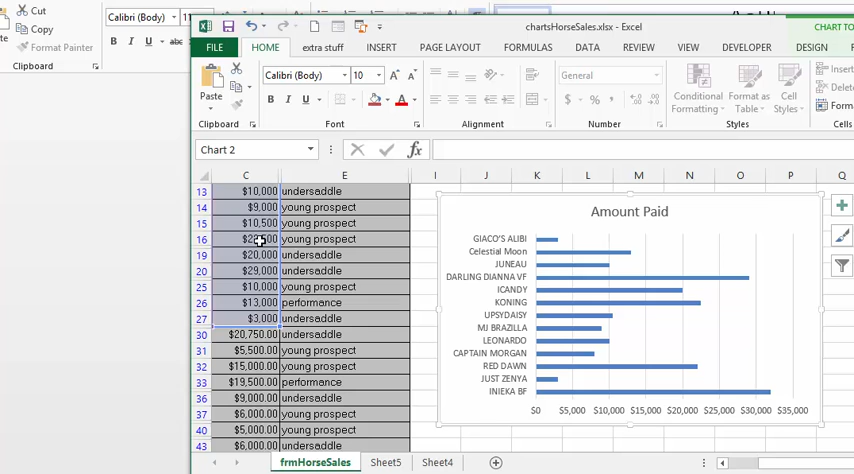 Cut
Copy
Format Painter
Clipboard
Calibri (Body) 11
B I U
chartsHorseSales.xlsx - Excel
CHART TO
FILE HOME extra stuff INSERT PAGE LAYOUT FORMULAS DATA REVIEW VIEW DEVELOPER DESIGN
Paste
Calibri (Body) 10 A A
B I U A
General
$ % ,
Conditional Formatting
Format as Table
Cell Styles
Insert
Delete
Form
Clipboard Font Alignment Number Styles Cells
Chart 2 fx
C E I J K L M N O P Q
13 $10,000 undersaddle
14 $9,000 young prospect
15 $10,500 young prospect
16 young prospect
19 $20,000 undersaddle
20 $29,000 undersaddle
25 $10,000 young prospect
26 $13,000 performance
27 $3,000 undersaddle
30 $20,750.00 undersaddle
31 $5,500.00 young prospect
32 $15,000.00 young prospect
33 $19,500.00 performance
36 $9,000.00 undersaddle
37 $6,000.00 young prospect
40 $5,000.00 young prospect
43 $6,000.00 undersaddle
Amount Paid
GIACO'S ALIBI
Celestial Moon
JUNEAU
DARLING DIANNA VF
ICANDY
KONING
UPSYDAISY
MJ BRAZILLA
LEONARDO
CAPTAIN MORGAN
RED DAWN
JUST ZENYA
INIEKA BF
$0 $5,000 $10,000 $15,000 $20,000 $25,000 $30,000 $35,000
frmHorseSales Sheet5 Sheet4